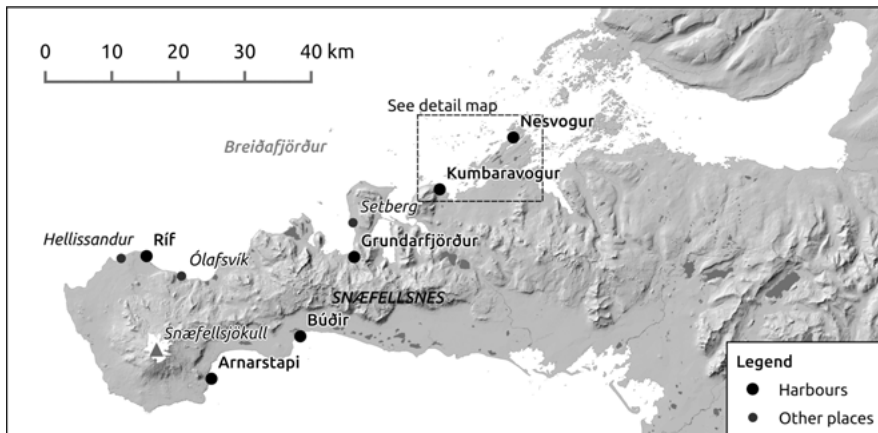 0 10 20 30 40 km
See detail map
Nesvogur
Breiðafjörður
Kumbaravogur
Setberg
Hellissandur
Ríf
Grundarfjörður
Ólafsvík
SNÆFELLSNES
Búðir
Snæfellsjökull
Arnarstapi
Legend
Harbours
Other places